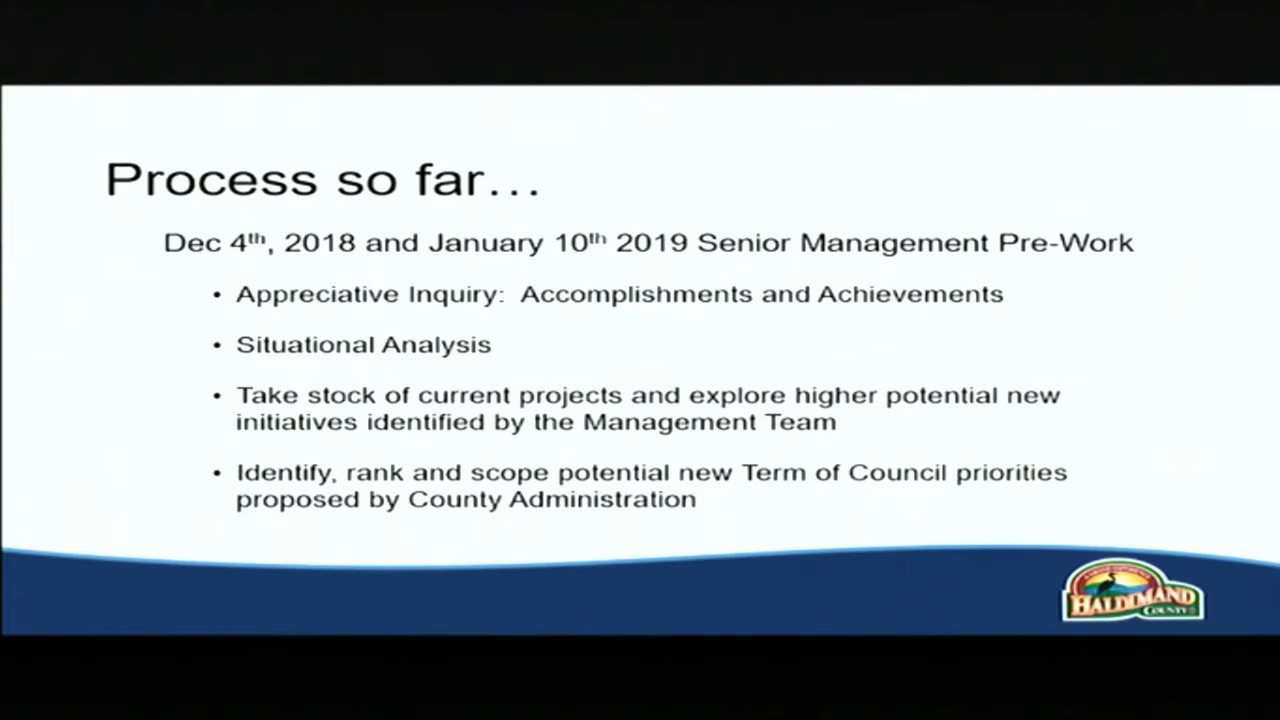 Process so far…
Dec 4th, 2018 and January 10th 2019 Senior Management Pre-Work
• Appreciative Inquiry: Accomplishments and Achievements
• Situational Analysis
• Take stock of current projects and explore higher potential new
initiatives identified by the Management Team
• Identify, rank and scope potential new Term of Council priorities
proposed by County Administration
HALDIMAND
COUNTY